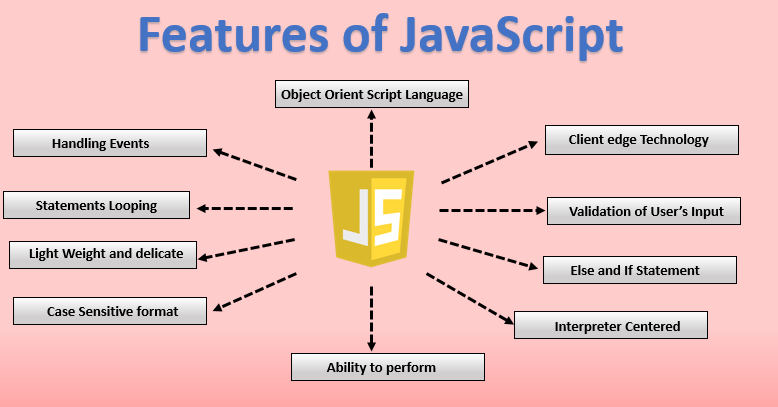 Features of JavaScript
Object Orient Script Language
Handling Events
Client edge Technology
Statements Looping
JS
Validation of User's Input
Light Weight and delicate
Else and If Statement
Case Sensitive format
Interpreter Centered
Ability to perform